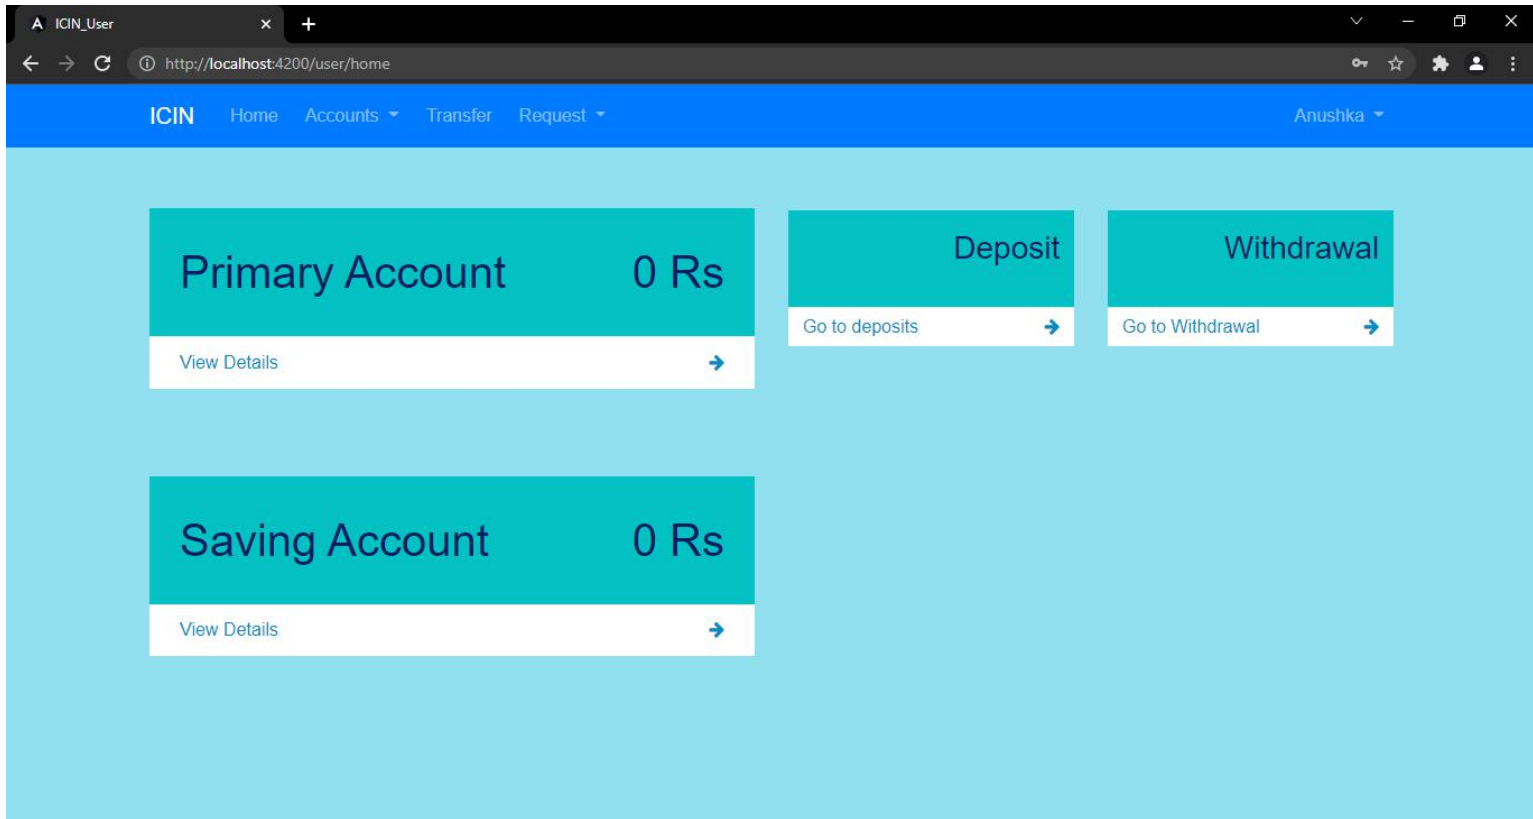 ICIN_User
http://localhost:4200/user/home
ICIN Home Accounts Transfer Request Anushka
Primary Account 0 Rs
View Details
Deposit
Go to deposits
Withdrawal
Go to Withdrawal
Saving Account 0 Rs
View Details